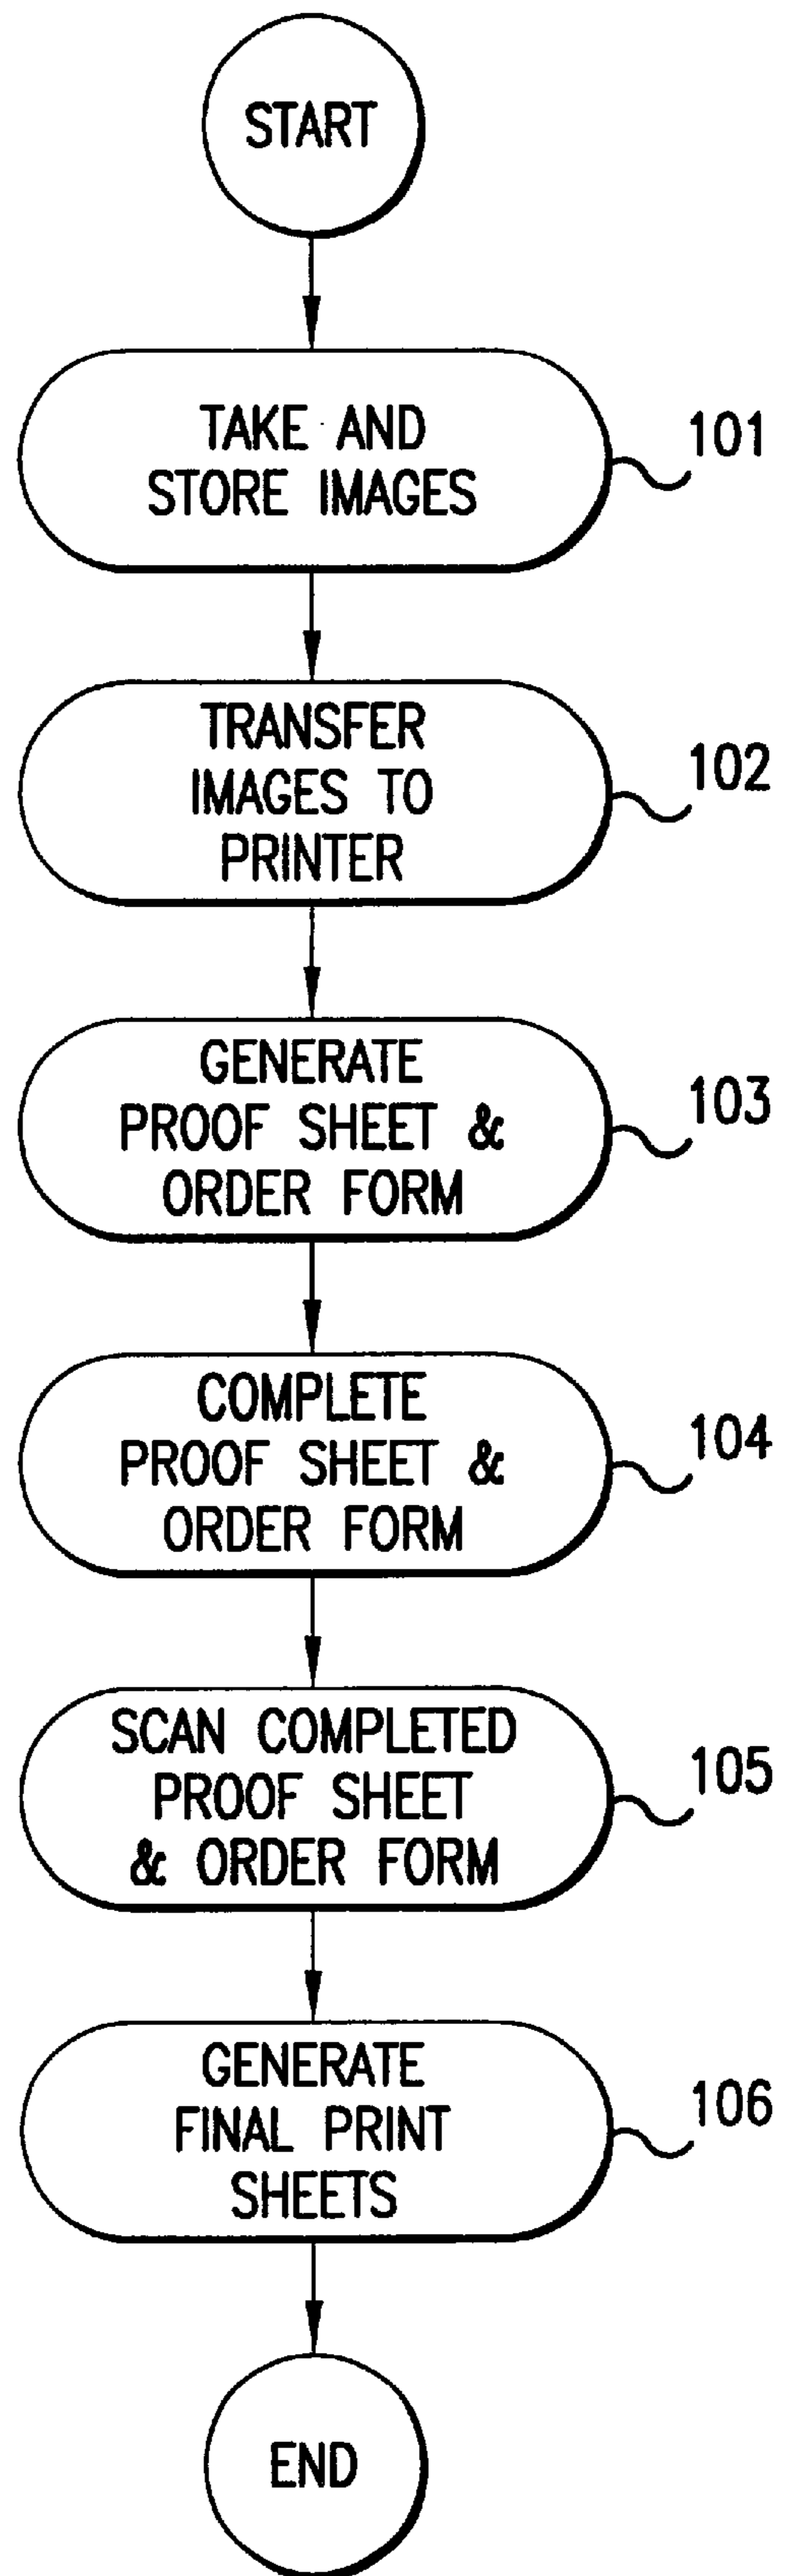 START
TAKE AND
STORE IMAGES
101
TRANSFER
IMAGES TO
PRINTER
102
GENERATE
PROOF SHEET &
ORDER FORM
103
COMPLETE
PROOF SHEET &
ORDER FORM
104
SCAN COMPLETED
PROOF SHEET
& ORDER FORM
105
GENERATE
FINAL PRINT
SHEETS
106
END